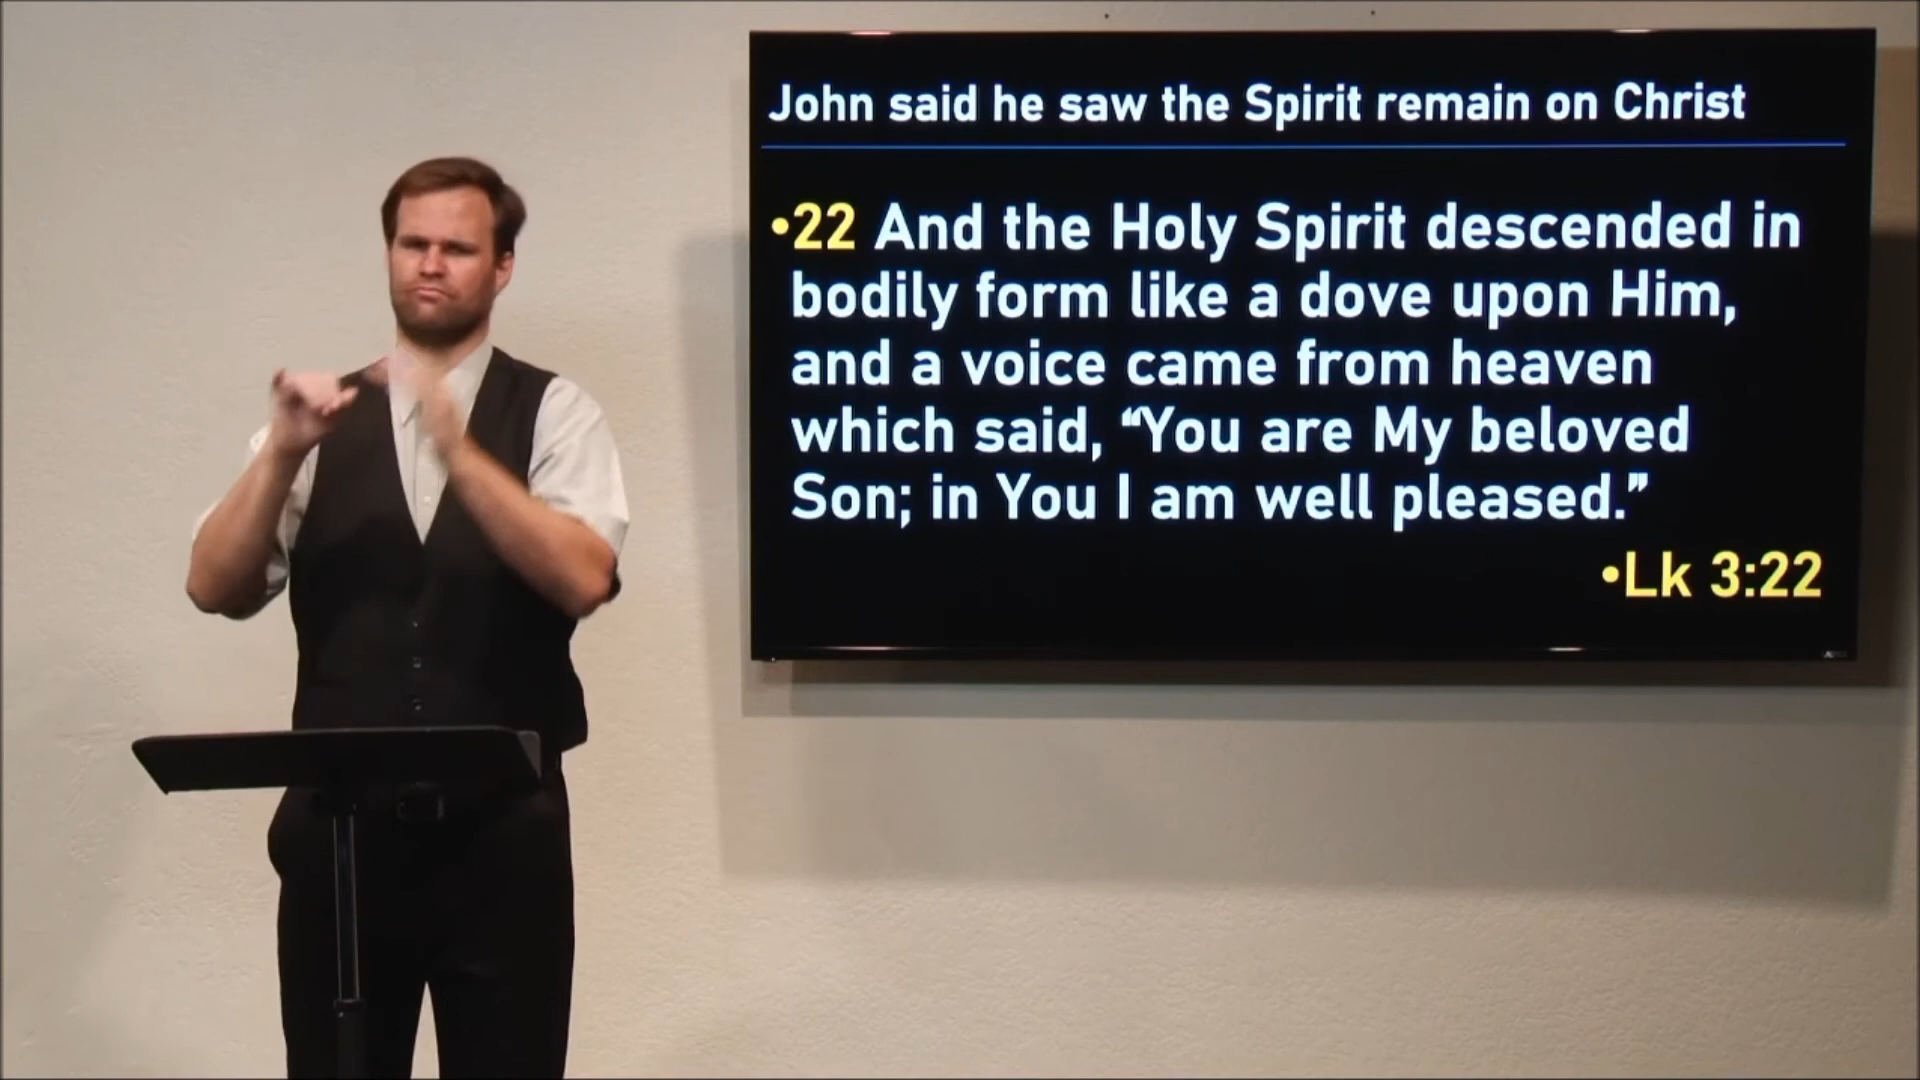 John said he saw the Spirit remain on Christ
•22 And the Holy Spirit descended in
bodily form like a dove upon Him,
and a voice came from heaven
which said, “You are My beloved
Son; in You I am well pleased.”
•Lk 3:22